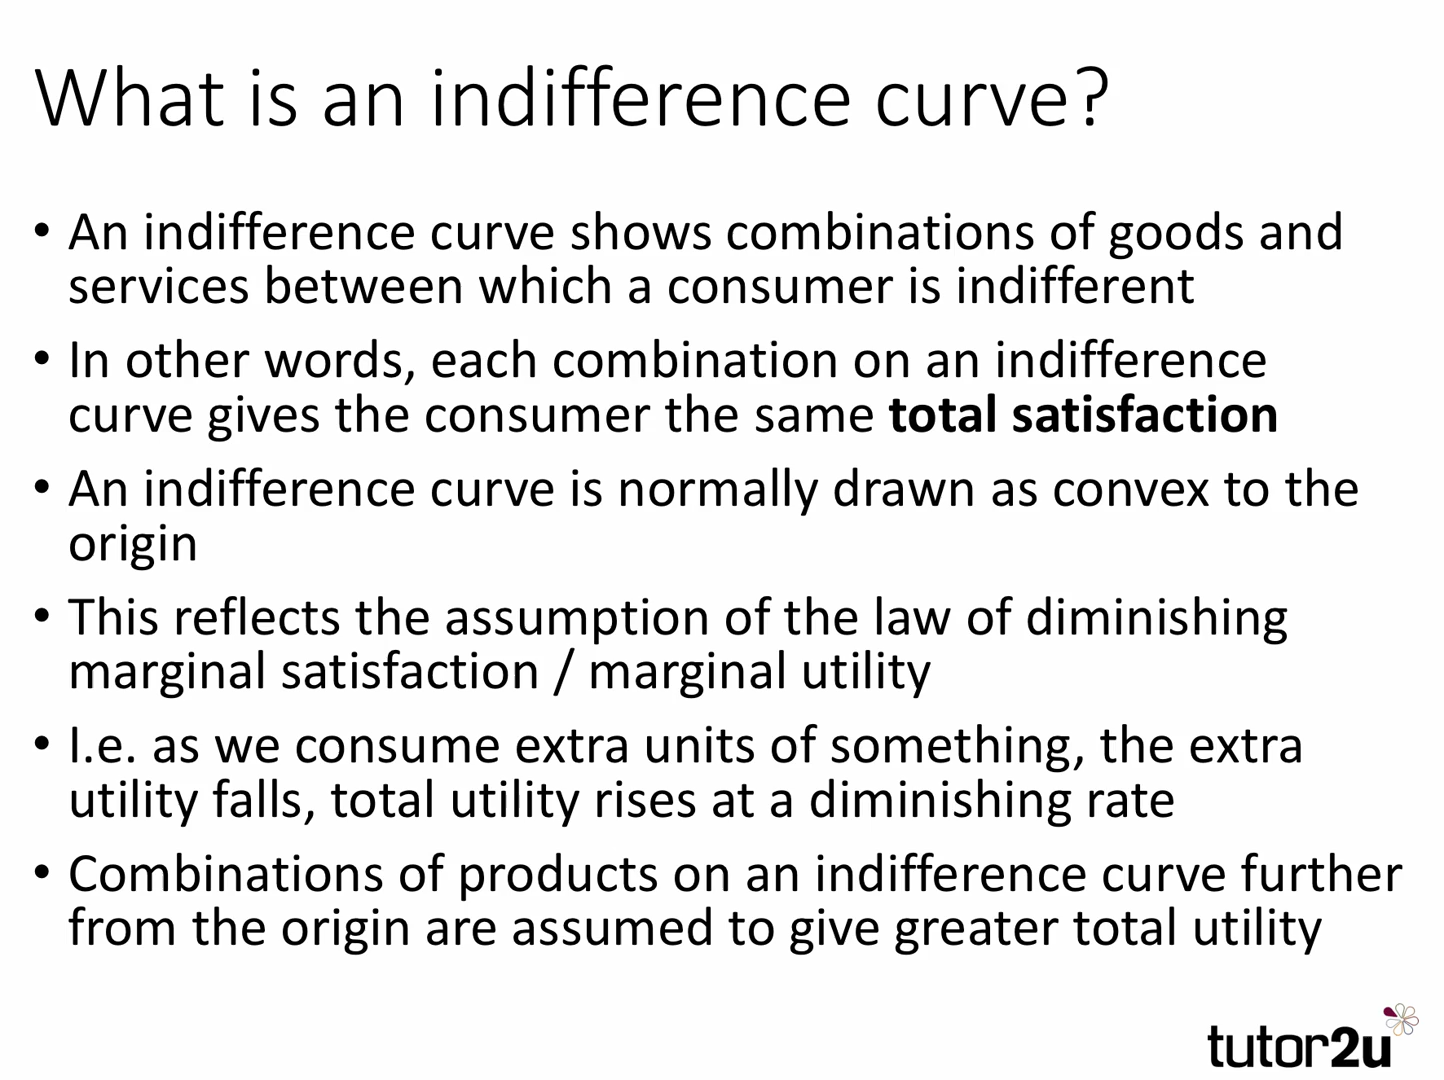 What is an indifference curve?
• An indifference curve shows combinations of goods and
services between which a consumer is indifferent
• In other words, each combination on an indifference
curve gives the consumer the same total satisfaction
• An indifference curve is normally drawn as convex to the
origin
• This reflects the assumption of the law of diminishing
marginal satisfaction / marginal utility
• I.e. as we consume extra units of something, the extra
utility falls, total utility rises at a diminishing rate
• Combinations of products on an indifference curve further
from the origin are assumed to give greater total utility
tutor2u